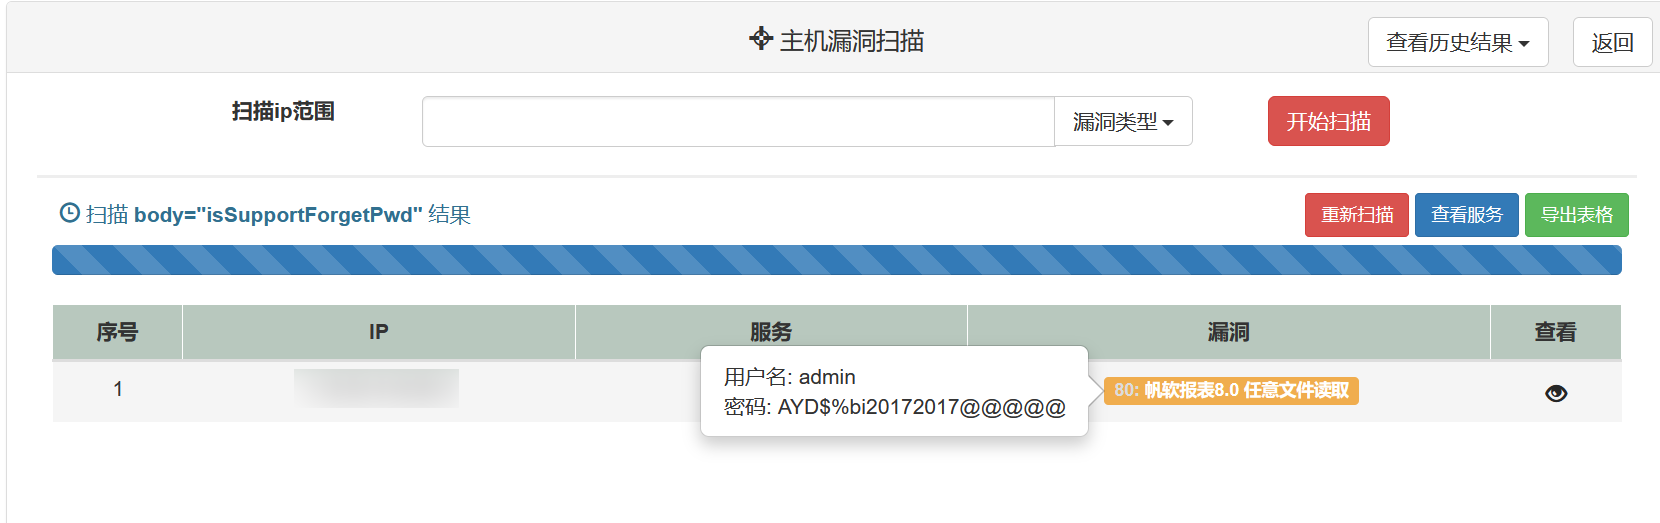 主机漏洞扫描
查看历史结果
返回
扫描ip范围
漏洞类型
开始扫描
扫描 body="isSupportForgetPwd" 结果
重新扫描
查看服务
导出表格
序号 IP 服务 漏洞 查看
1
用户名: admin
密码: AYD$%bi20172017@@@@@
80: 帆软报表8.0 任意文件读取